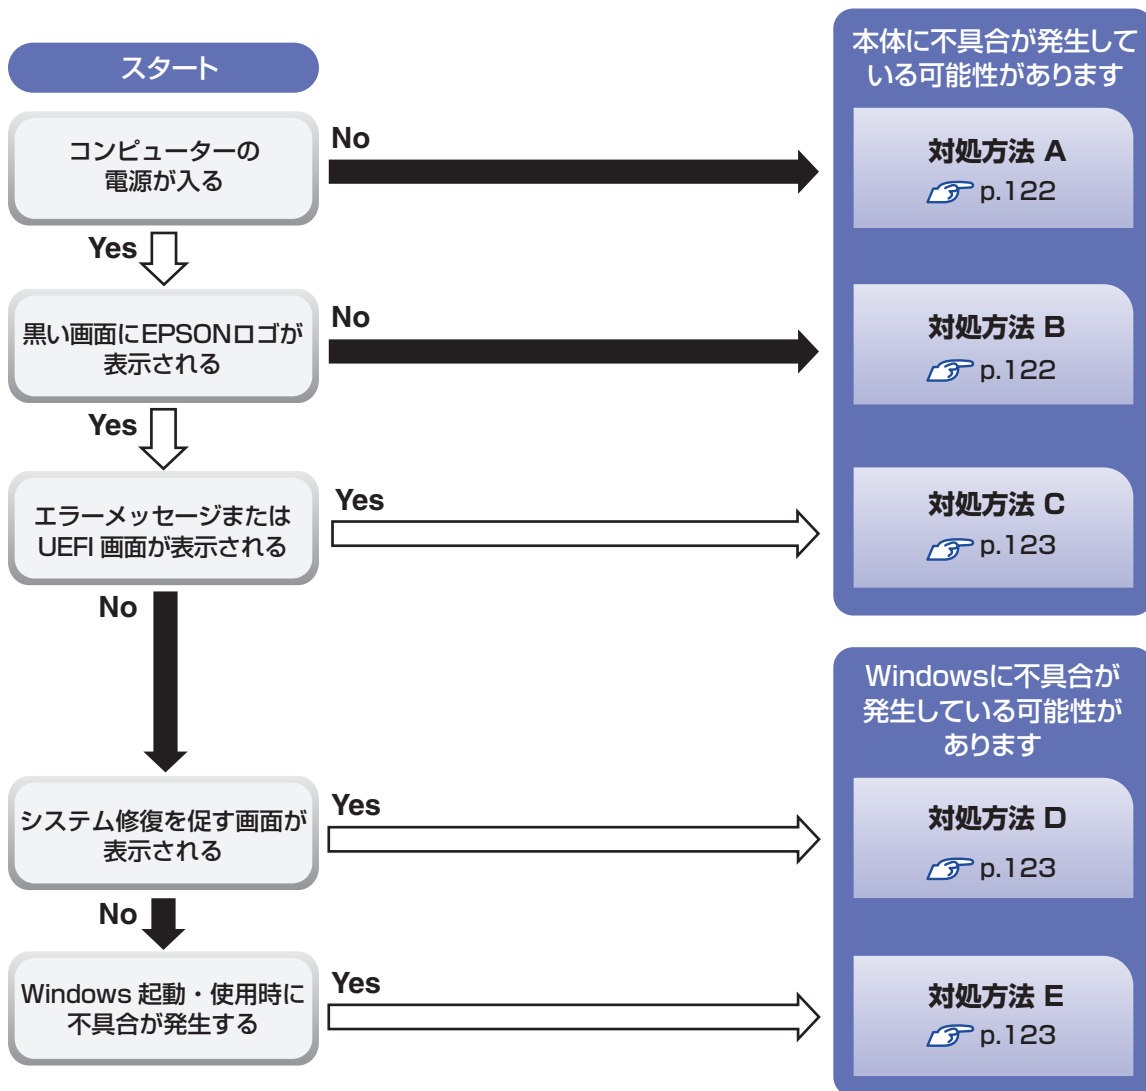 スタート
コンピューターの
電源が入る
No
Yes
黒い画面にEPSONロゴが
表示される
No
Yes
エラーメッセージまたは
UEFI 画面が表示される
Yes
No
システム修復を促す画面が
表示される
Yes
No
Windows 起動・使用時に
不具合が発生する
Yes
本体に不具合が発生して
いる可能性があります
対処方法 A
p.122
対処方法 B
p.122
対処方法 C
p.123
Windowsに不具合が
発生している可能性が
あります
対処方法 D
p.123
対処方法 E
p.123